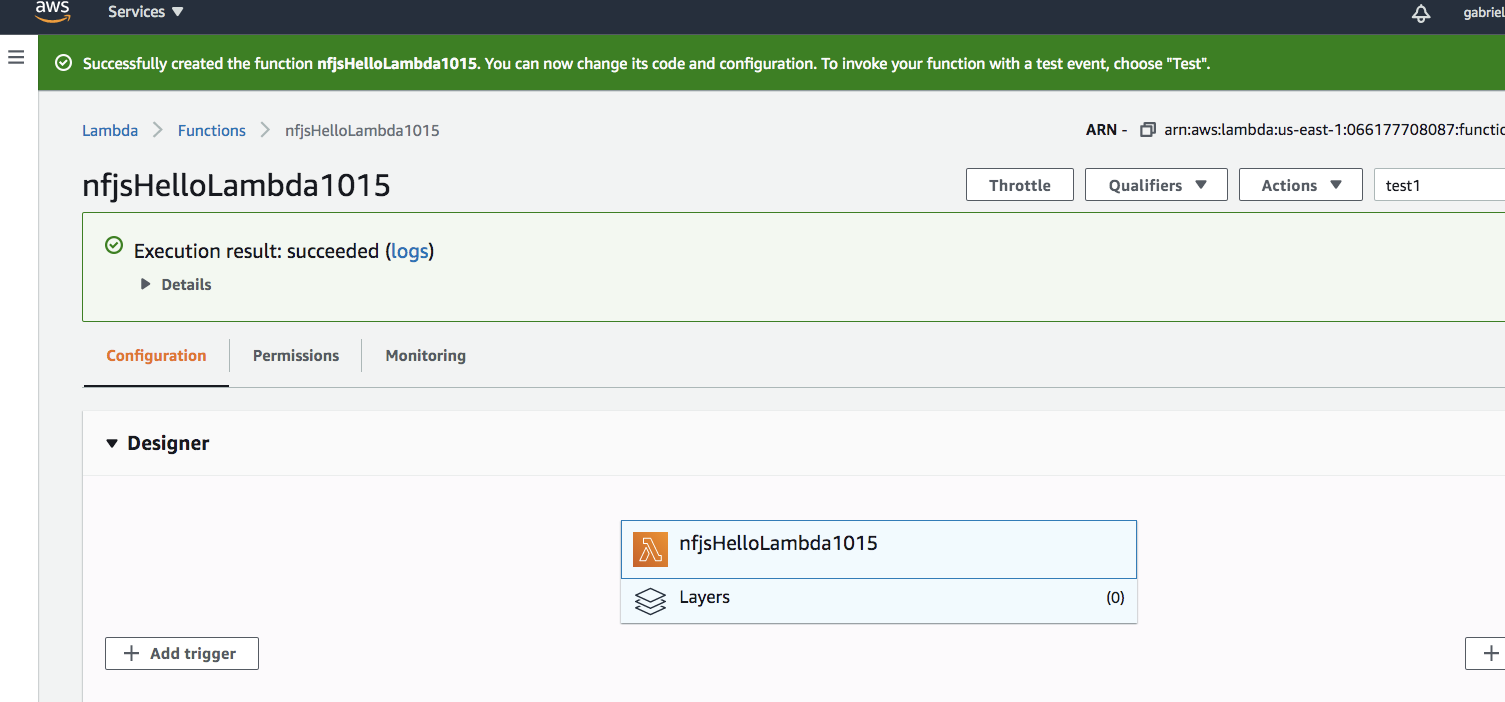 aws Services gabriel
Successfully created the function nfjsHelloLambda1015. You can now change its code and configuration. To invoke your function with a test event, choose "Test".
Lambda Functions nfjsHelloLambda1015 ARN - arn:aws:lambda:us-east-1:066177708087:functio
nfjsHelloLambda1015 Throttle Qualifiers Actions test1
Execution result: succeeded (logs)
Details
Configuration Permissions Monitoring
Designer
nfjsHelloLambda1015
Layers (0)
+ Add trigger +